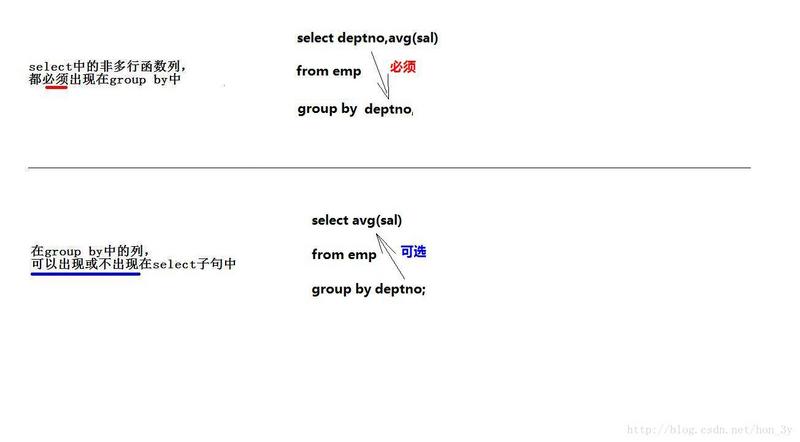 select中的非多行函数列，
都必须出现在group by中
select deptno,avg(sal)
from emp
必须
group by deptno,
在group by中的列，
可以出现或不出现在select子句中
select avg(sal)
from emp
可选
group by deptno;
http://blog.csdn.net/hon_3y